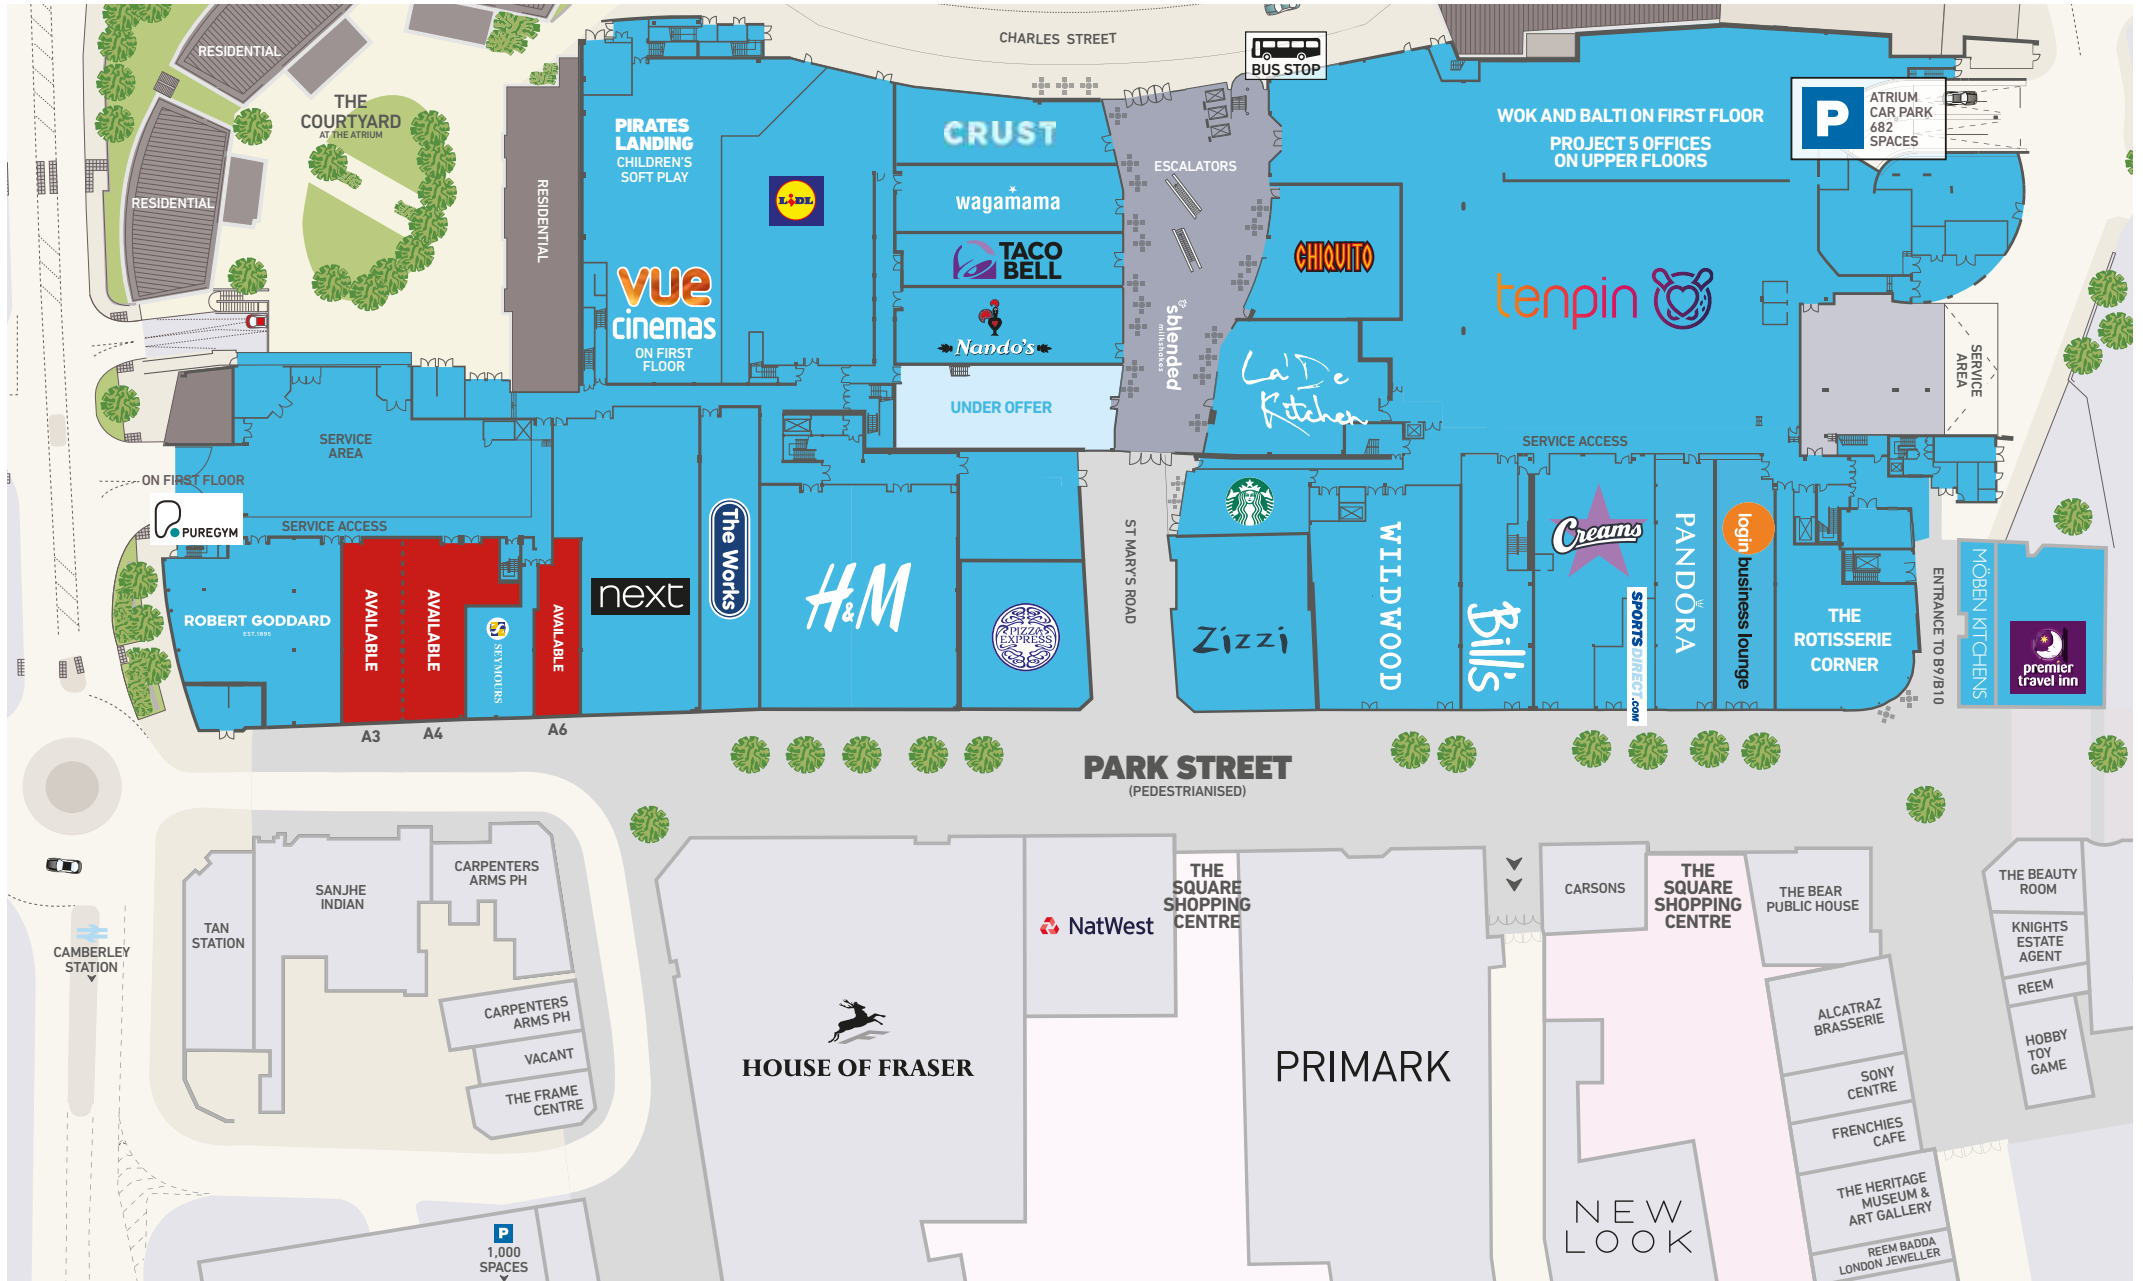 CHARLES STREET
BUS STOP
RESIDENTIAL
THE
COURTYARD
AT THE ATRIUM
RESIDENTIAL
RESIDENTIAL
PIRATES
LANDING
CHILDREN'S
SOFT PLAY
LIDL
vue
cinemas
ON FIRST
FLOOR
CRUST
wagamama
TACO
BELL
Nando's
UNDER OFFER
ESCALATORS
sblended
milkshakes
CHIQUITO
La'De
Kitchen
WOK AND BALTI ON FIRST FLOOR
PROJECT 5 OFFICES
ON UPPER FLOORS
P
ATRIUM
CAR PARK
682
SPACES
tenpin
SERVICE
AREA
SERVICE
AREA
ON FIRST FLOOR
PUREGYM
SERVICE ACCESS
SERVICE ACCESS
ROBERT GODDARD
EST.1895
AVAILABLE
AVAILABLE
SEYMOURS
AVAILABLE
A3
A4
A6
next
The Works
H&M
PIZZA
EXPRESS
ST MARY'S ROAD
Zizzi
WILDWOOD
Bill's
Creams
SPORTSDIRECT.COM
PANDORA
login business lounge
THE
ROTISSERIE
CORNER
ENTRANCE TO B9/B10
MÖBEN KITCHENS
premier
travel inn
PARK STREET
(PEDESTRIANISED)
CAMBERLEY
STATION
TAN
STATION
SANJHE
INDIAN
CARPENTERS
ARMS PH
CARPENTERS
ARMS PH
VACANT
THE FRAME
CENTRE
P
1,000
SPACES
HOUSE OF FRASER
NatWest
THE
SQUARE
SHOPPING
CENTRE
PRIMARK
CARSONS
THE
SQUARE
SHOPPING
CENTRE
THE BEAR
PUBLIC HOUSE
NEW
LOOK
ALCATRAZ
BRASSERIE
SONY
CENTRE
FRENCHIES
CAFE
THE HERITAGE
MUSEUM &
ART GALLERY
REEM BADDA
LONDON JEWELLER
THE BEAUTY
ROOM
KNIGHTS
ESTATE
AGENT
REEM
HOBBY
TOY
GAME